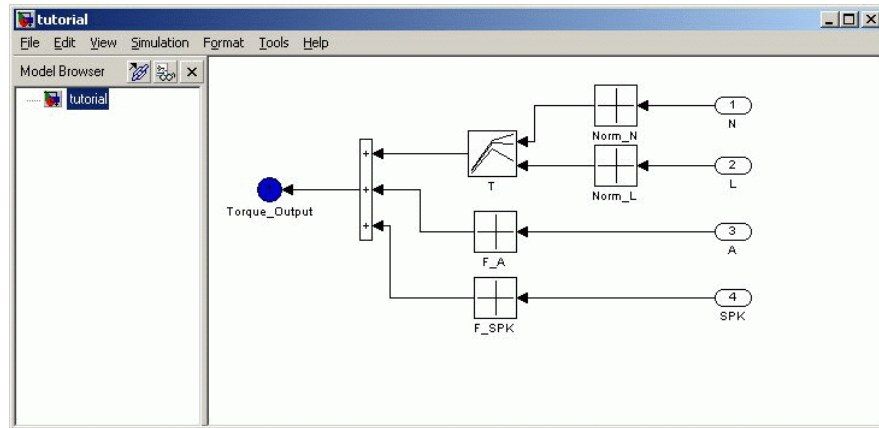 tutorial
File Edit View Simulation Format Tools Help
Model Browser
tutorial
1
N
Norm_N
2
L
Norm_L
T
+
+
+
Torque_Output
3
A
F_A
4
SPK
F_SPK